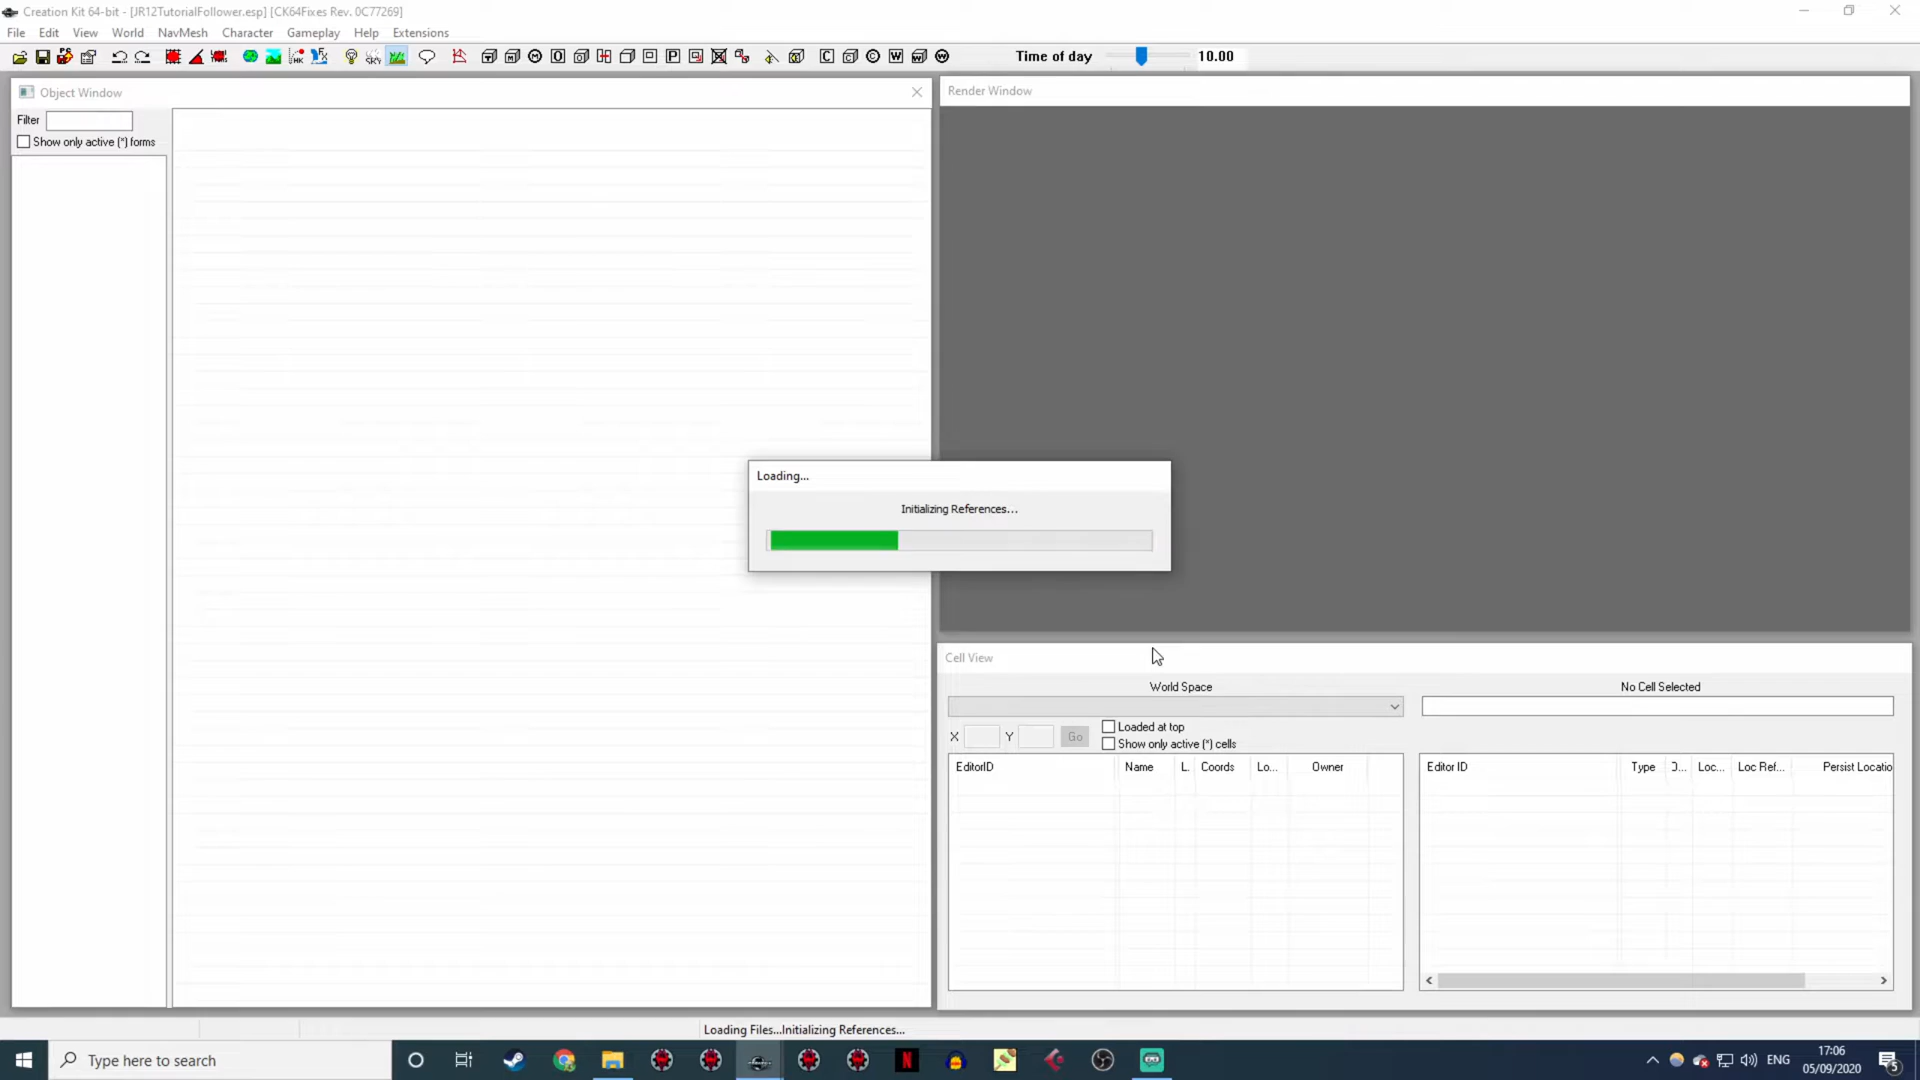 Creation Kit 64-bit - [JR12TutorialFollower.esp] [CK64Fixes Rev. 0C77269]
File Edit View World NavMesh Character Gameplay Help Extensions
Time of day 10.00
Object Window
Filter
Show only active (*) forms
Render Window
Loading...
Initializing References...
Cell View
World Space
No Cell Selected
X Y Go
Loaded at top
Show only active (*) cells
EditorID Name L. Coords Lo... Owner
Editor ID Type Loc... Loc Ref... Persist Locatio
Loading Files...Initializing References...
Type here to search
ENG
17:06
05/09/2020
5